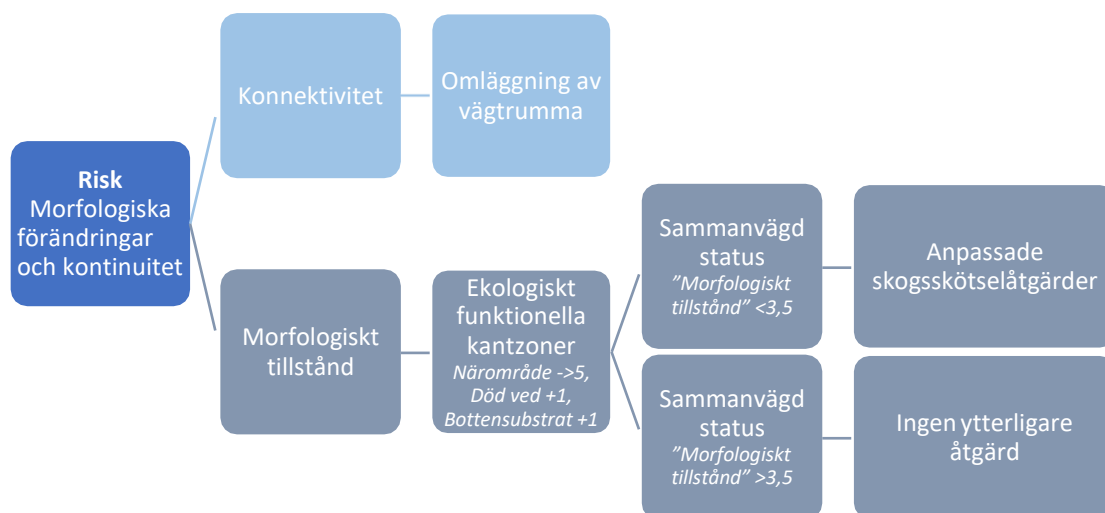 Risk
Morfologiska
förändringar
och kontinuitet
Konnektivitet
Omläggning av
vägtrumma
Morfologiskt
tillstånd
Ekologiskt
funktionella
kantzoner
Närområde ->5,
Död ved +1,
Bottensubstrat +1
Sammanvägd
status
”Morfologiskt
tillstånd” <3,5
Anpassade
skogsskötselåtgärder
Sammanvägd
status
”Morfologiskt
tillstånd” >3,5
Ingen ytterligare
åtgärd